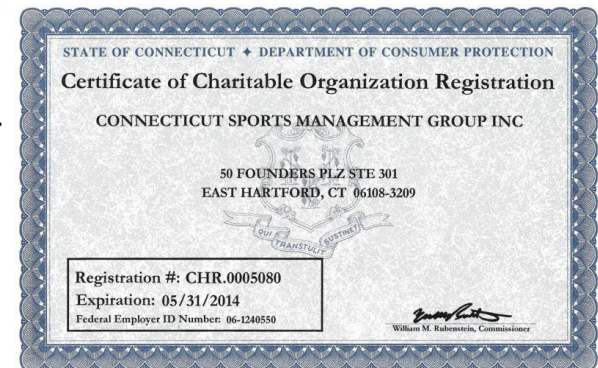 STATE OF CONNECTICUT ✦ DEPARTMENT OF CONSUMER PROTECTION
Certificate of Charitable Organization Registration
CONNECTICUT SPORTS MANAGEMENT GROUP INC
50 FOUNDERS PLZ STE 301
EAST HARTFORD, CT 06108-3209
QUI TRANSTULIT SUSTINET
Registration #: CHR.0005080
Expiration: 05/31/2014
Federal Employer ID Number: 06-1240550
William M. Rubenstein, Commissioner